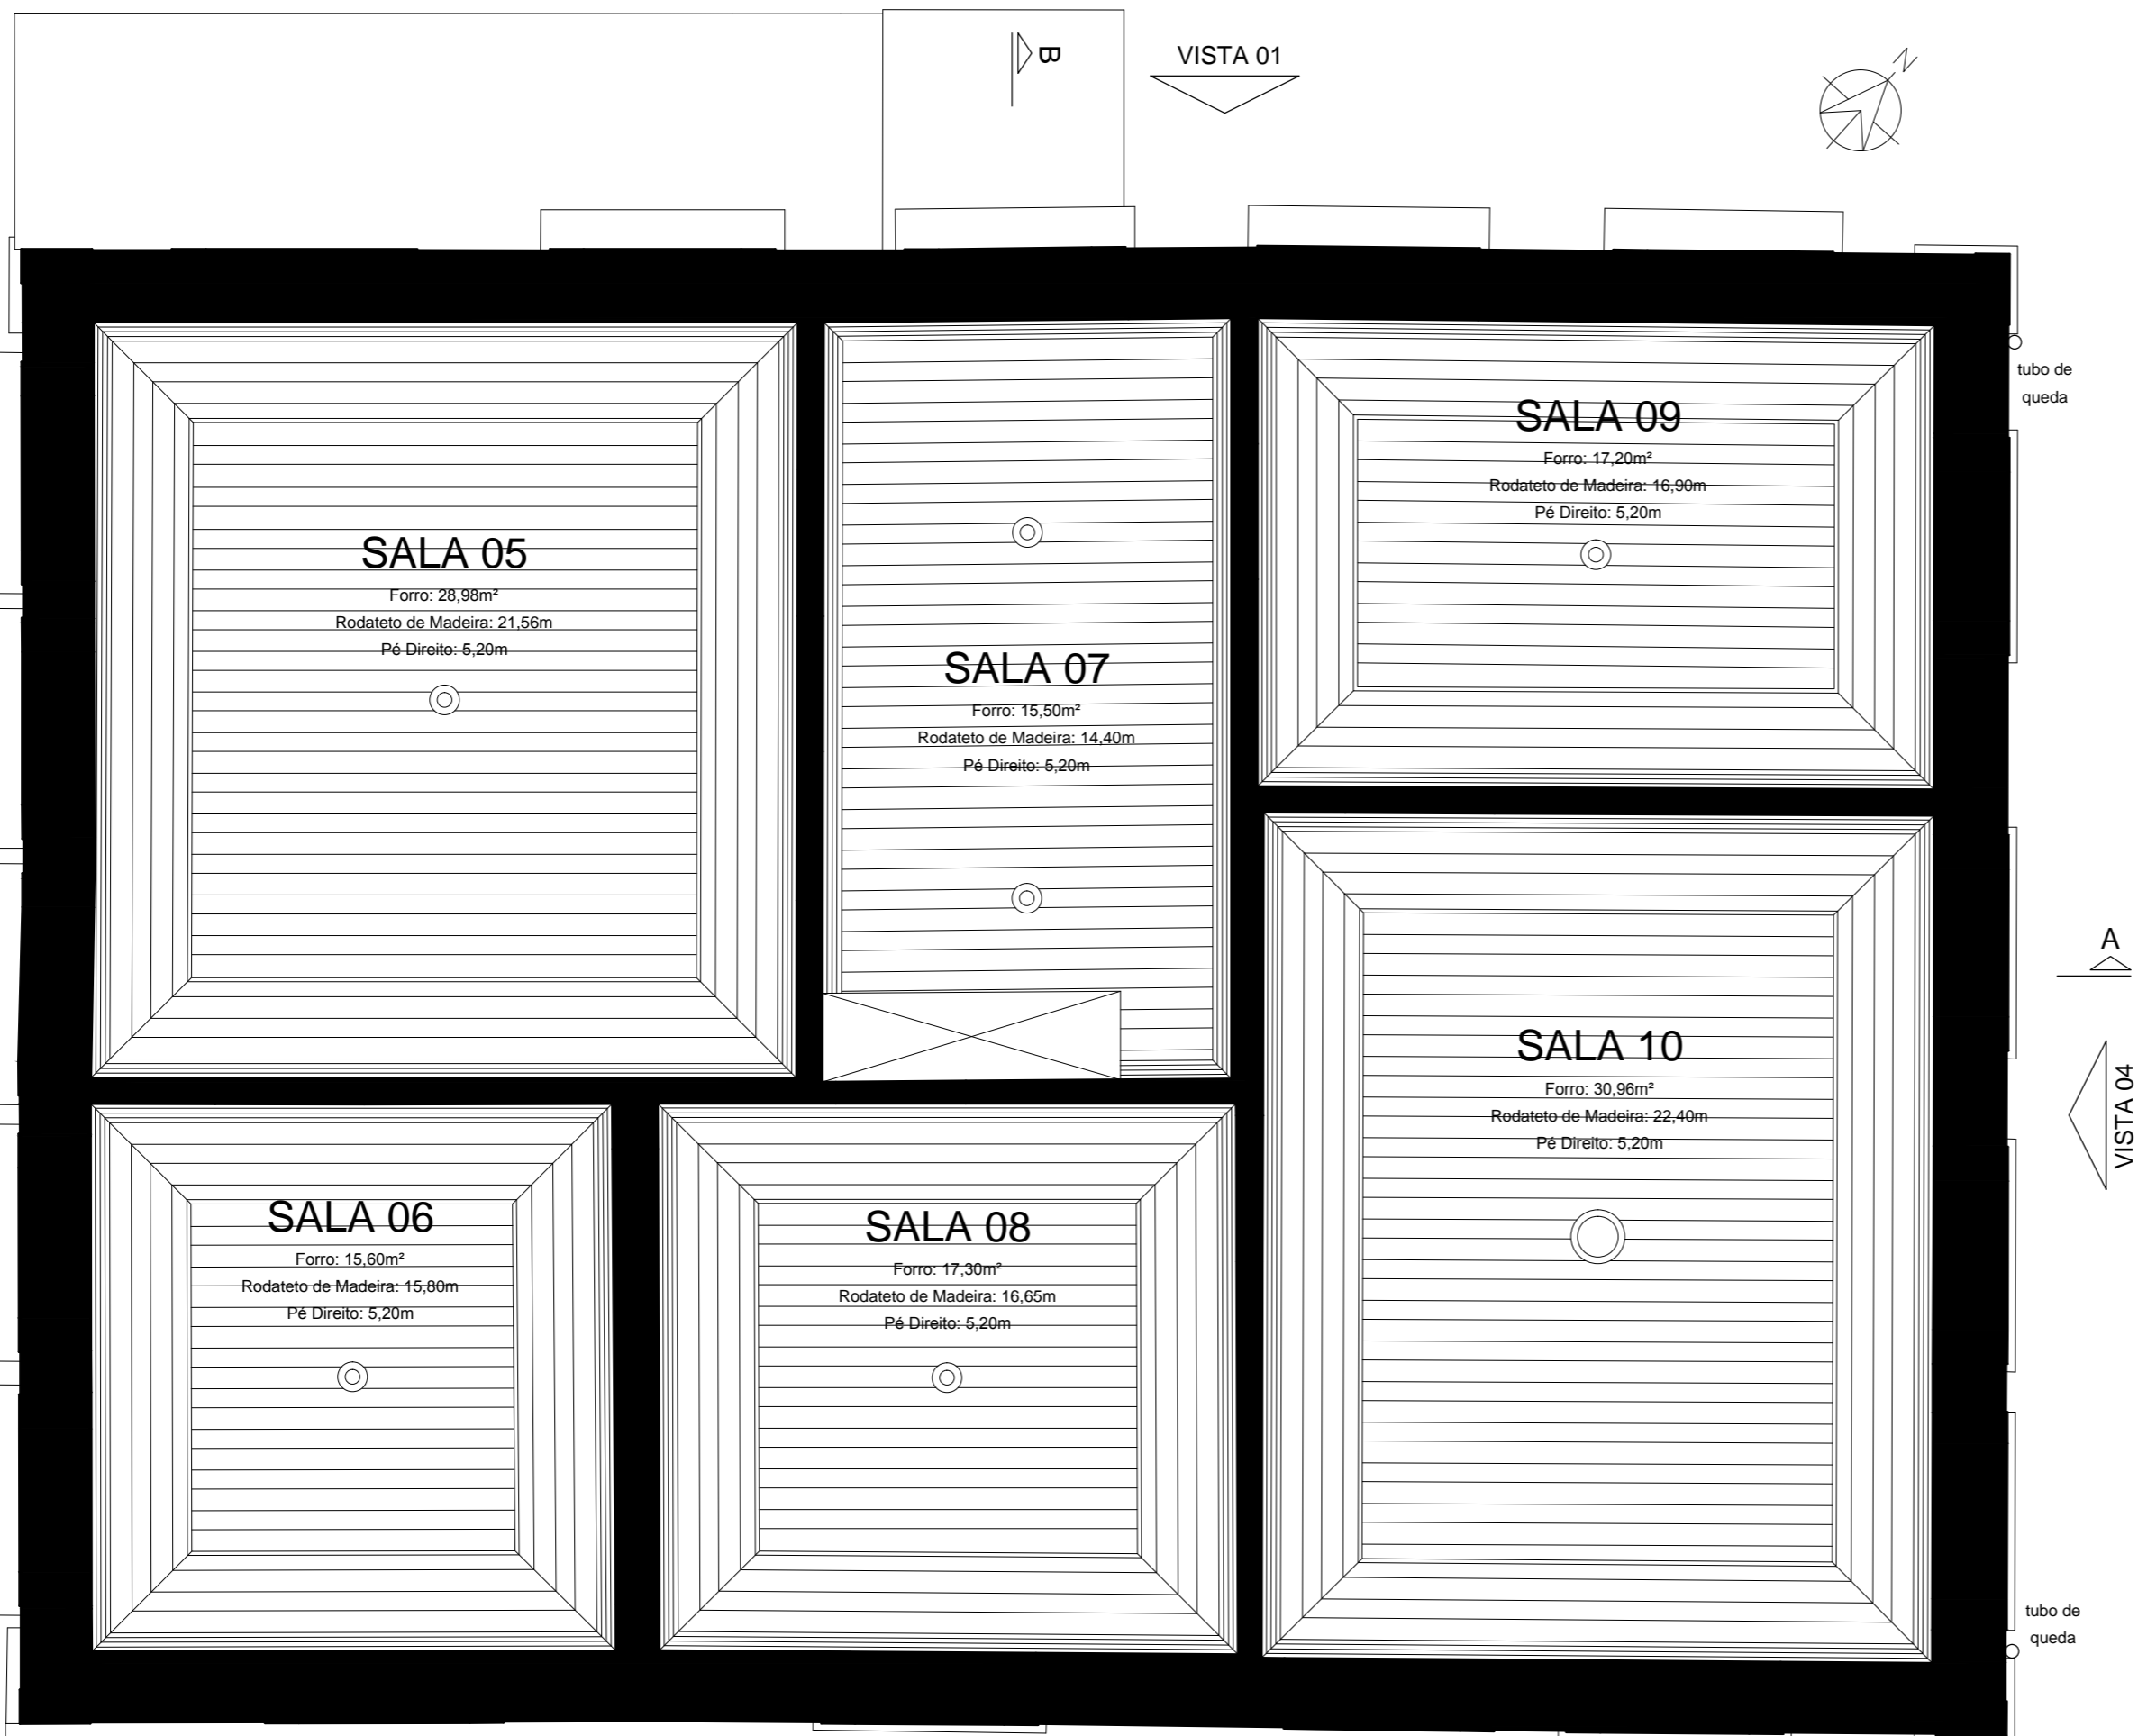 B
VISTA 01
N
tubo de
queda
SALA 09
Forro: 17,20m²
Rodateto de Madeira: 16,90m
Pé Direito: 5,20m
SALA 05
Forro: 28,98m²
Rodateto de Madeira: 21,56m
Pé Direito: 5,20m
SALA 07
Forro: 15,50m²
Rodateto de Madeira: 14,40m
Pé Direito: 5,20m
A
SALA 10
Forro: 30,96m²
Rodateto de Madeira: 22,40m
Pé Direito: 5,20m
VISTA 04
SALA 06
Forro: 15,60m²
Rodateto de Madeira: 15,80m
Pé Direito: 5,20m
SALA 08
Forro: 17,30m²
Rodateto de Madeira: 16,65m
Pé Direito: 5,20m
tubo de
queda